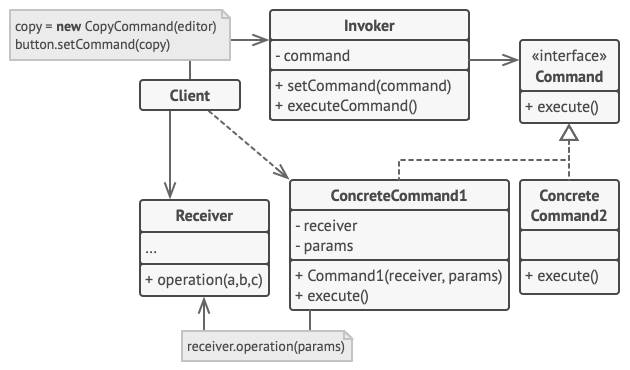 copy = new CopyCommand(editor)
button.setCommand(copy)
Invoker
- command
+ setCommand(command)
+ executeCommand()
«interface»
Command
+ execute()
Client
Receiver
...
+ operation(a,b,c)
ConcreteCommand1
- receiver
- params
+ Command1(receiver, params)
+ execute()
Concrete
Command2
+ execute()
receiver.operation(params)